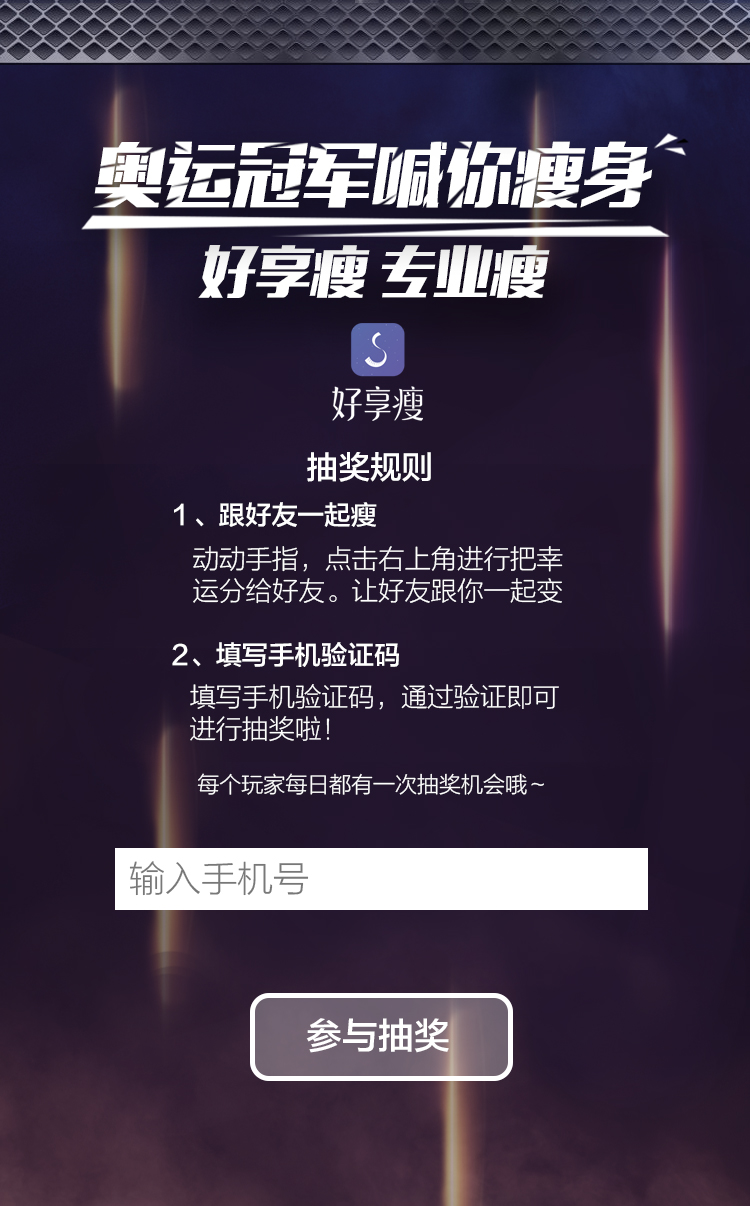 奥运冠军喊你瘦身
好享瘦 专业瘦
好享瘦
抽奖规则
1、跟好友一起瘦
动动手指，点击右上角进行把幸
运分给好友。让好友跟你一起变
2、填写手机验证码
填写手机验证码，通过验证即可
进行抽奖啦！
每个玩家每日都有一次抽奖机会哦~
输入手机号
参与抽奖